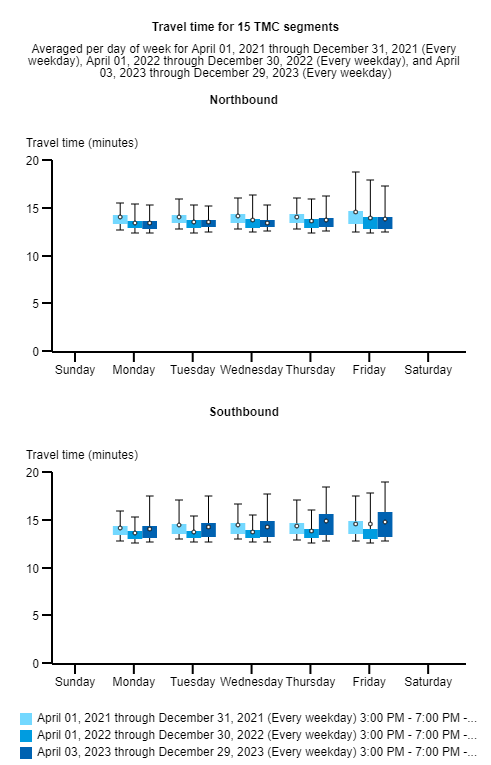 Travel time for 15 TMC segments
Averaged per day of week for April 01, 2021 through December 31, 2021 (Every
weekday), April 01, 2022 through December 30, 2022 (Every weekday), and April
03, 2023 through December 29, 2023 (Every weekday)
Northbound
Travel time (minutes)
20
15
10
5
0
Sunday Monday Tuesday Wednesday Thursday Friday Saturday
Southbound
Travel time (minutes)
20
15
10
5
0
Sunday Monday Tuesday Wednesday Thursday Friday Saturday
April 01, 2021 through December 31, 2021 (Every weekday) 3:00 PM - 7:00 PM -...
April 01, 2022 through December 30, 2022 (Every weekday) 3:00 PM - 7:00 PM -...
April 03, 2023 through December 29, 2023 (Every weekday) 3:00 PM - 7:00 PM -...